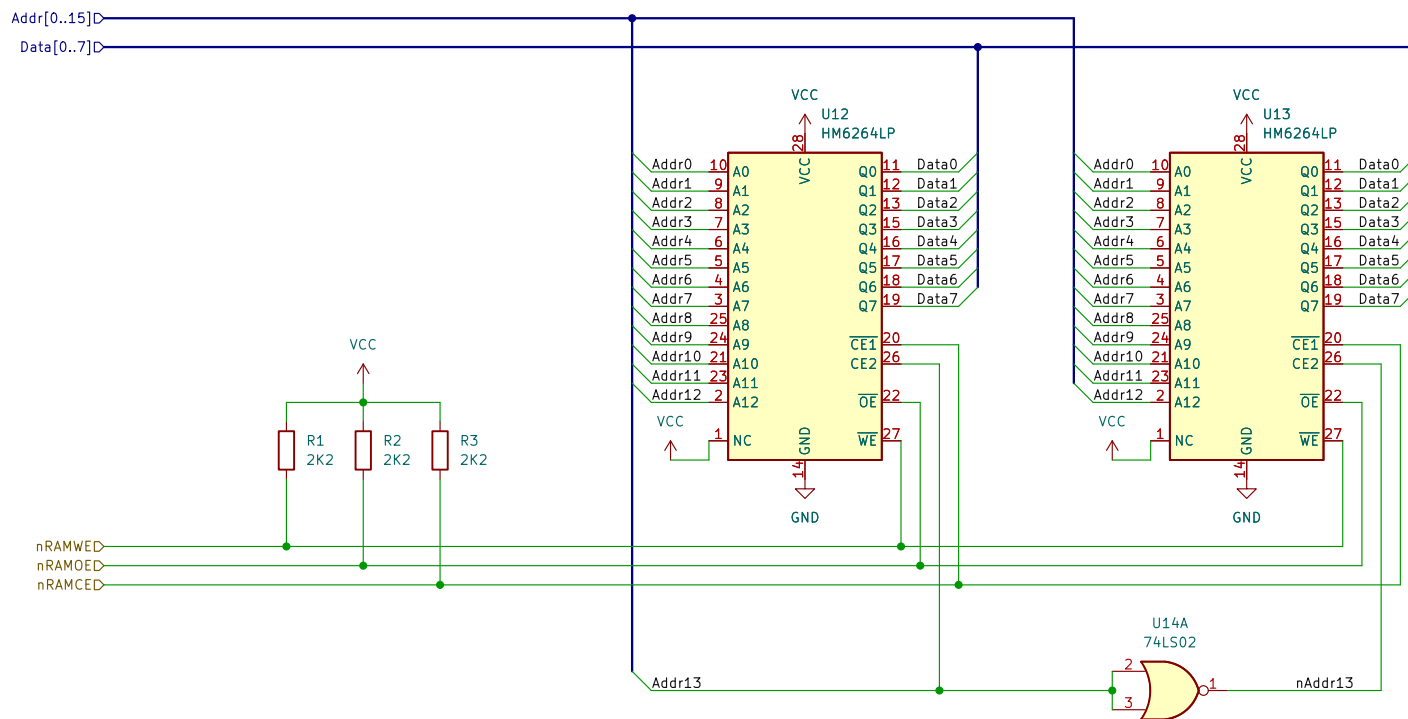 Addr[0..15]
Data[0..7]
VCC
U12
HM6264LP
28
VCC
Addr0 10 A0
Addr1 9 A1
Addr2 8 A2
Addr3 7 A3
Addr4 6 A4
Addr5 5 A5
Addr6 4 A6
Addr7 3 A7
Addr8 25 A8
Addr9 24 A9
Addr10 21 A10
Addr11 23 A11
Addr12 2 A12
VCC
1 NC
Q0 11 Data0
Q1 12 Data1
Q2 13 Data2
Q3 15 Data3
Q4 16 Data4
Q5 17 Data5
Q6 18 Data6
Q7 19 Data7
CE1 20
CE2 26
OE 22
WE 27
GND
14
GND
VCC
U13
HM6264LP
28
VCC
Addr0 10 A0
Addr1 9 A1
Addr2 8 A2
Addr3 7 A3
Addr4 6 A4
Addr5 5 A5
Addr6 4 A6
Addr7 3 A7
Addr8 25 A8
Addr9 24 A9
Addr10 21 A10
Addr11 23 A11
Addr12 2 A12
VCC
1 NC
Q0 11 Data0
Q1 12 Data1
Q2 13 Data2
Q3 15 Data3
Q4 16 Data4
Q5 17 Data5
Q6 18 Data6
Q7 19 Data7
CE1 20
CE2 26
OE 22
WE 27
GND
14
GND
VCC
R1
2K2
R2
2K2
R3
2K2
nRAMWE
nRAMOE
nRAMCE
U14A
74LS02
Addr13
2
3
1
nAddr13